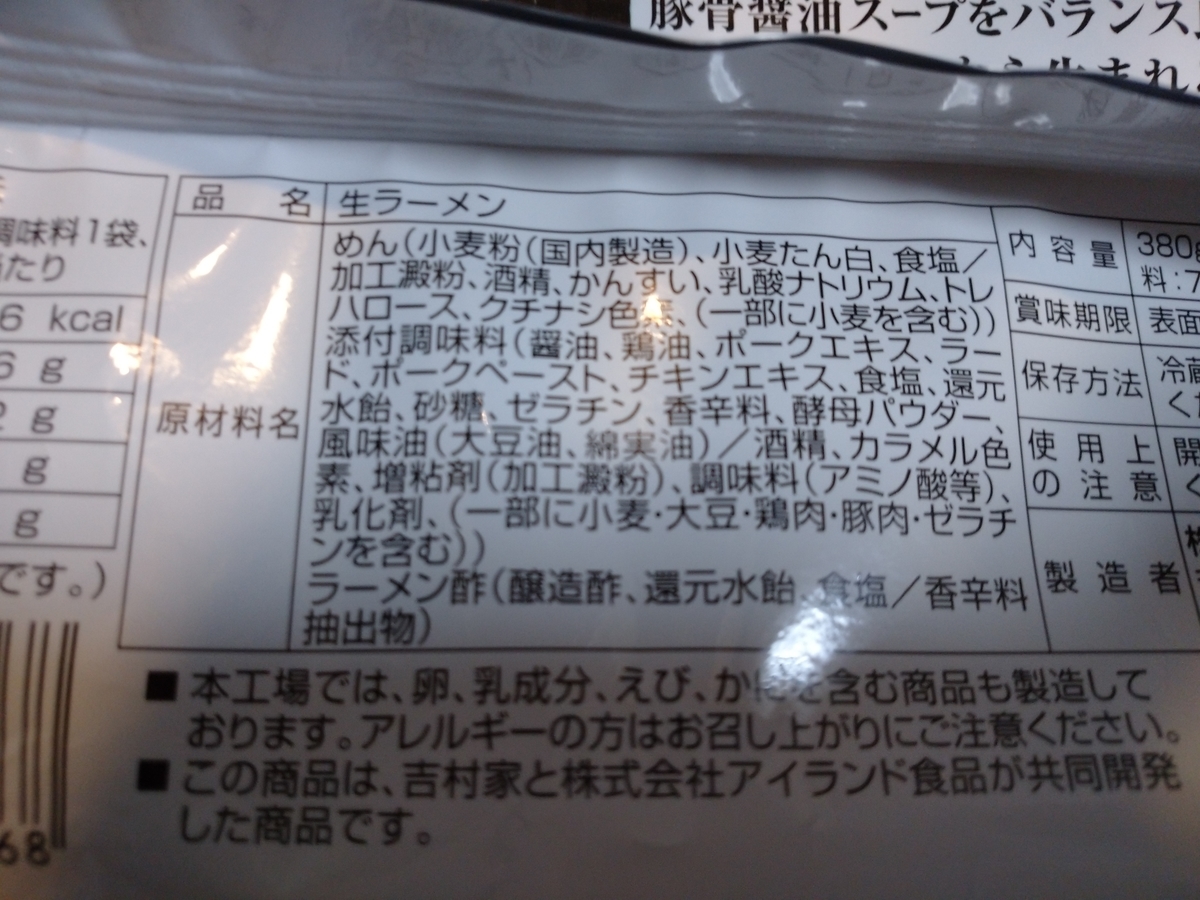 豚骨醤油スープをバランス
から生まれ
調味料1袋、
たり
6 kcal
6 g
g
g
g
です。)
68
品名 生ラーメン
原材料名
めん(小麦粉(国内製造)、小麦たん白、食塩/
加工澱粉、酒精、かんすい、乳酸ナトリウム、トレ
ハロース、クチナシ色素、(一部に小麦を含む))
添付調味料(醤油、鶏油、ポークエキス、ラー
ド、ポークペースト、チキンエキス、食塩、還元
水飴、砂糖、ゼラチン、香辛料、酵母パウダー、
風味油(大豆油、綿実油)/酒精、カラメル色
素、増粘剤(加工澱粉)、調味料(アミノ酸等)、
乳化剤、(一部に小麦・大豆・鶏肉・豚肉・ゼラチ
ンを含む))
ラーメン酢(醸造酢、還元水飴、食塩/香辛料
抽出物)
内容量 380g
料:7
賞味期限 表面
保存方法 冷蔵
く
使用上の注意 開
く
製造者
■本工場では、卵、乳成分、えび、かにを含む商品も製造して
おります。アレルギーの方はお召し上がりにご注意ください。
■この商品は、吉村家と株式会社アイランド食品が共同開発
した商品です。